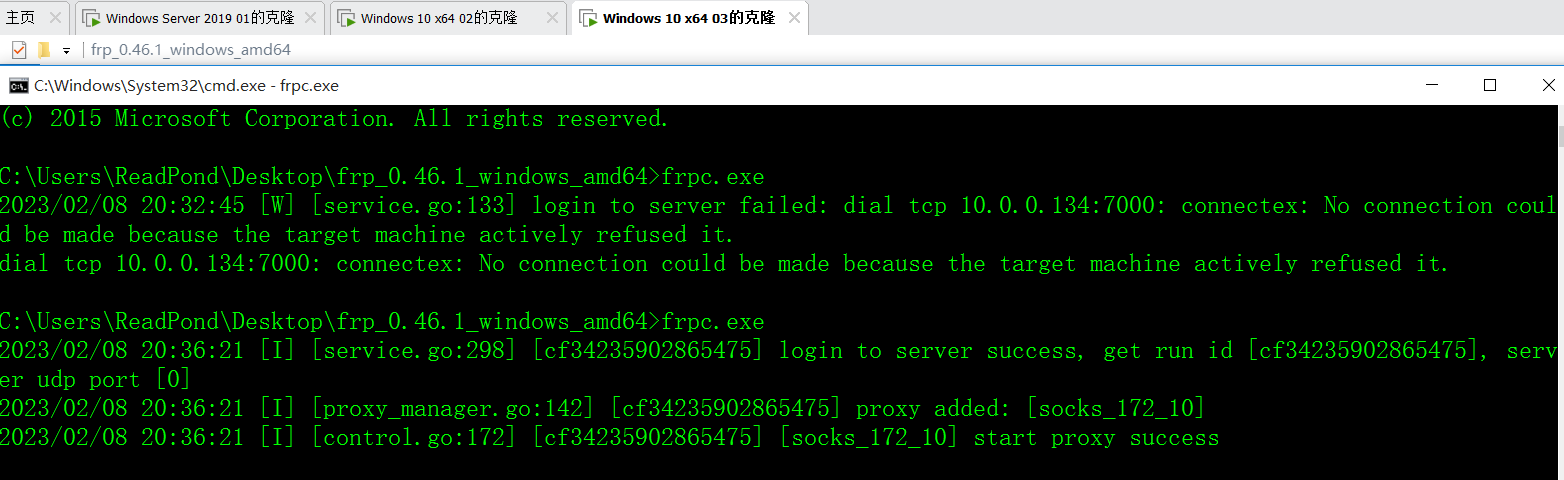 主页 Windows Server 2019 01的克隆 Windows 10 x64 02的克隆 Windows 10 x64 03的克隆
frp_0.46.1_windows_amd64
C:\Windows\System32\cmd.exe - frpc.exe
(c) 2015 Microsoft Corporation. All rights reserved.
C:\Users\ReadPond\Desktop\frp_0.46.1_windows_amd64>frpc.exe
2023/02/08 20:32:45 [W] [service.go:133] login to server failed: dial tcp 10.0.0.134:7000: connectex: No connection coul
d be made because the target machine actively refused it.
dial tcp 10.0.0.134:7000: connectex: No connection could be made because the target machine actively refused it.
C:\Users\ReadPond\Desktop\frp_0.46.1_windows_amd64>frpc.exe
2023/02/08 20:36:21 [I] [service.go:298] [cf34235902865475] login to server success, get run id [cf34235902865475], serv
er udp port [0]
2023/02/08 20:36:21 [I] [proxy_manager.go:142] [cf34235902865475] proxy added: [socks_172_10]
2023/02/08 20:36:21 [I] [control.go:172] [cf34235902865475] [socks_172_10] start proxy success